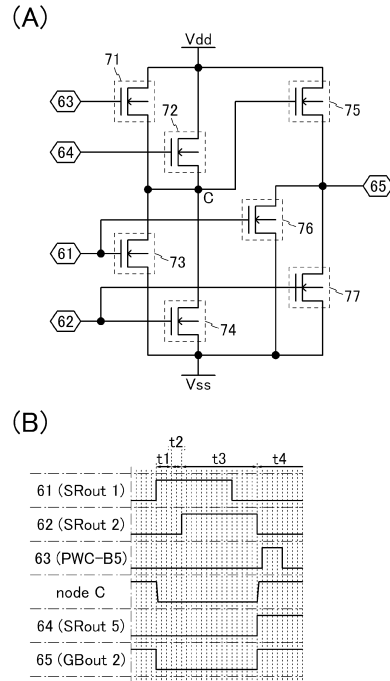 (A)
Vdd
71
63
72
75
64
C
65
76
61
73
77
62
74
Vss
(B)
t2
t1
t3
t4
61 (SRout 1)
62 (SRout 2)
63 (PWC-B5)
node C
64 (SRout 5)
65 (GBout 2)